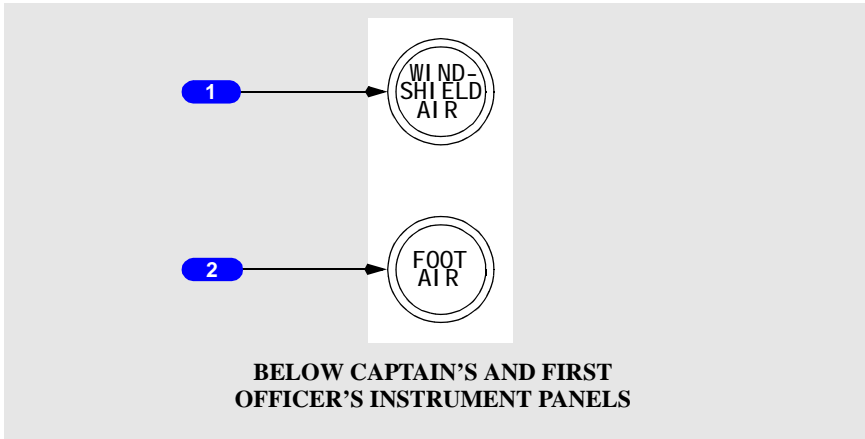 1
WIND-
SHIELD
AIR
2
FOOT
AIR
BELOW CAPTAIN'S AND FIRST
OFFICER'S INSTRUMENT PANELS